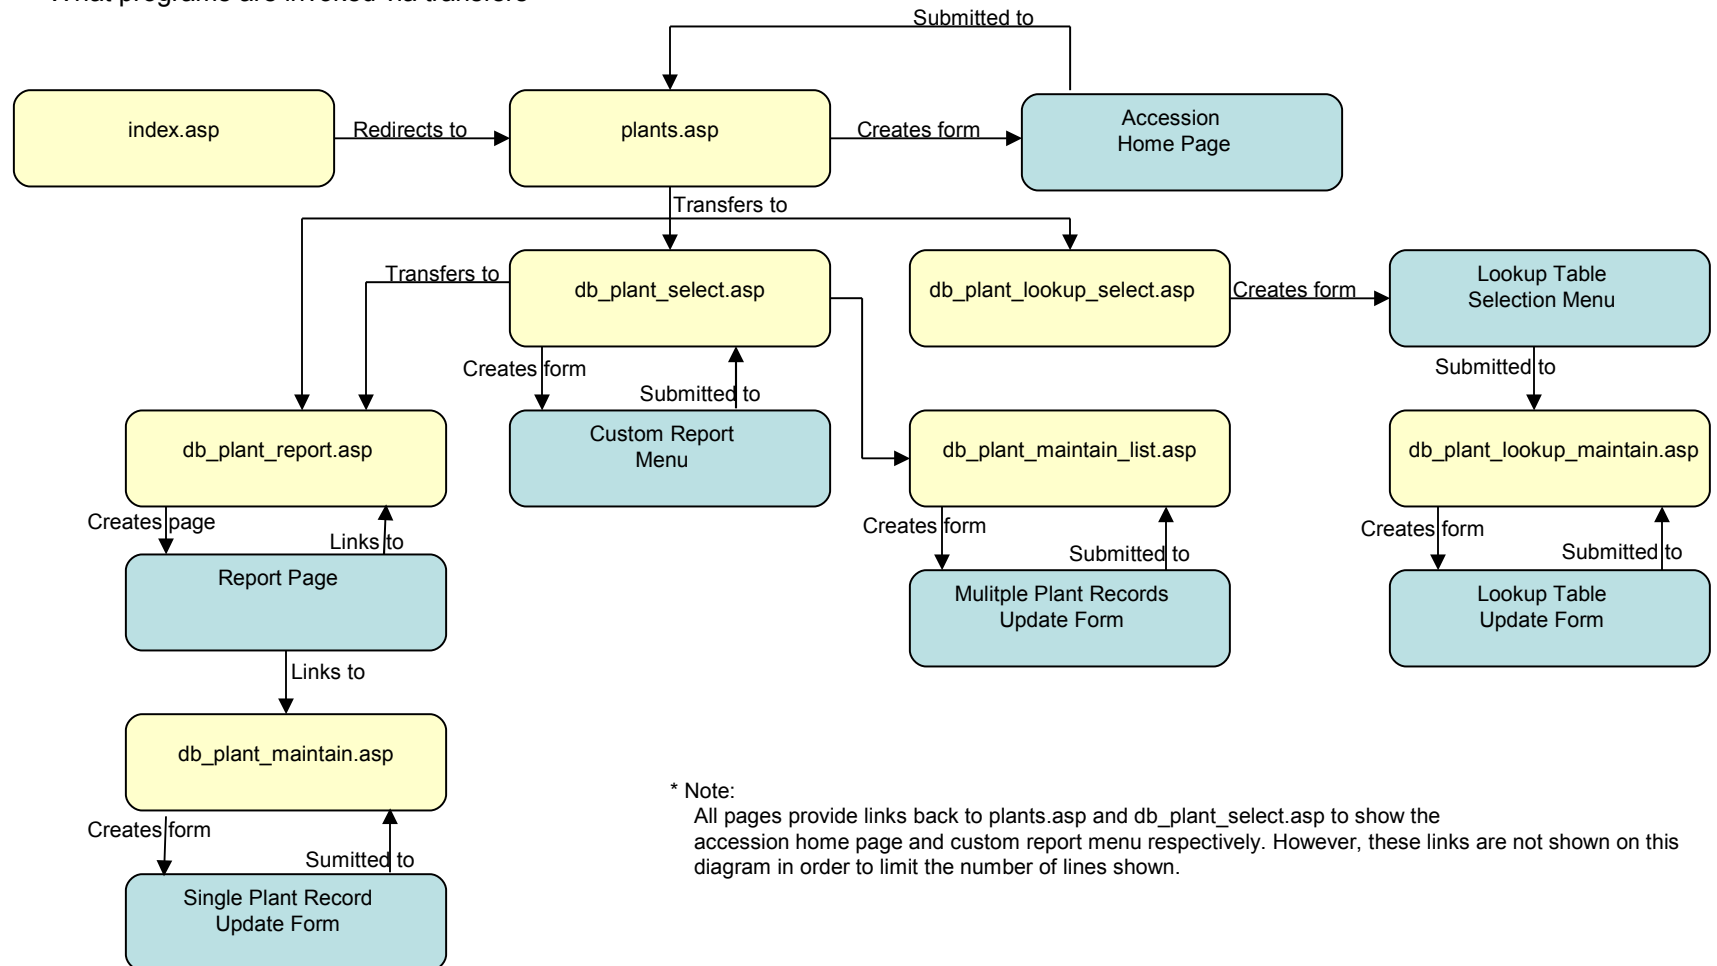 What programs are invoked via transfers
Submitted to
index.asp
Redirects to
plants.asp
Creates form
Accession
Home Page
Transfers to
Transfers to
db_plant_select.asp
db_plant_lookup_select.asp
Creates form
Lookup Table
Selection Menu
Creates form
Submitted to
Submitted to
db_plant_report.asp
Custom Report
Menu
db_plant_maintain_list.asp
db_plant_lookup_maintain.asp
Creates page
Links to
Creates form
Submitted to
Creates form
Submitted to
Report Page
Mulitple Plant Records
Update Form
Lookup Table
Update Form
Links to
db_plant_maintain.asp
Creates form
Sumitted to
Single Plant Record
Update Form
* Note:
All pages provide links back to plants.asp and db_plant_select.asp to show the
accession home page and custom report menu respectively. However, these links are not shown on this
diagram in order to limit the number of lines shown.